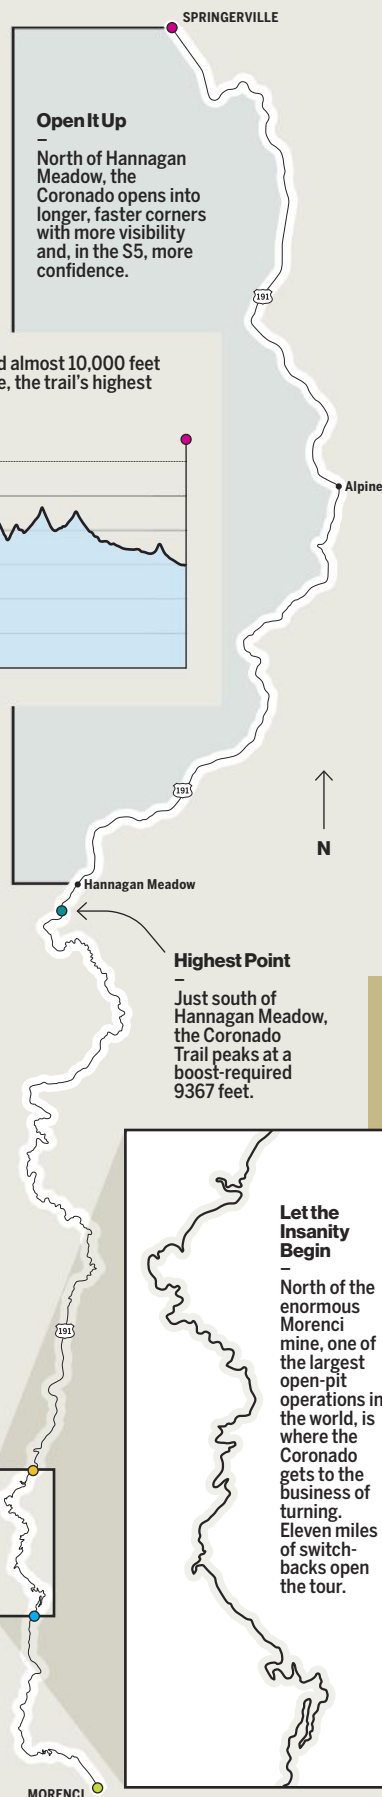 SPRINGERVILLE
Open It Up
–
North of Hannagan
Meadow, the
Coronado opens into
longer, faster corners
with more visibility
and, in the S5, more
confidence.
191
d almost 10,000 feet
e, the trail's highest
Alpine
191
N
Hannagan Meadow
Highest Point
–
Just south of
Hannagan Meadow,
the Coronado
Trail peaks at a
boost-required
9367 feet.
Let the
Insanity
Begin
–
North of the
enormous
Morenci
mine, one of
the largest
open-pit
operations in
the world, is
where the
Coronado
gets to the
business of
turning.
Eleven miles
of switch-
backs open
the tour.
191
MORENCI